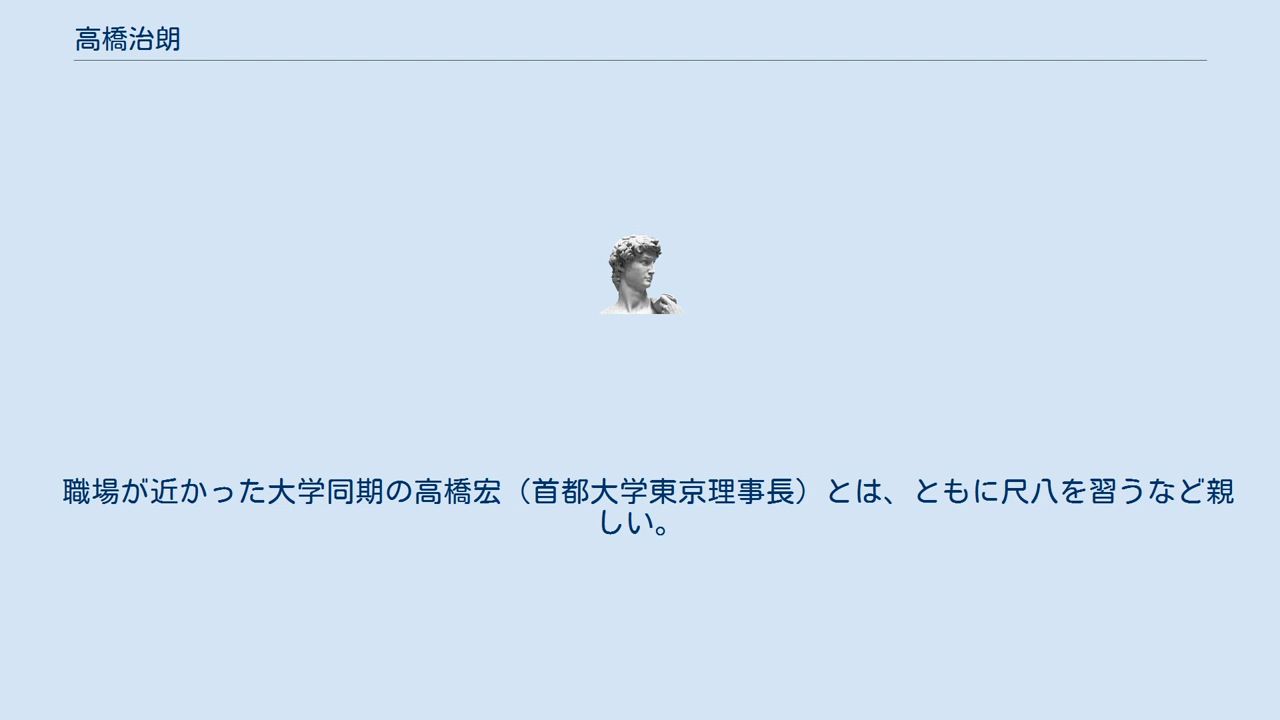 高橋治朗
職場が近かった大学同期の高橋宏（首都大学東京理事長）とは、ともに尺八を習うなど親
しい。